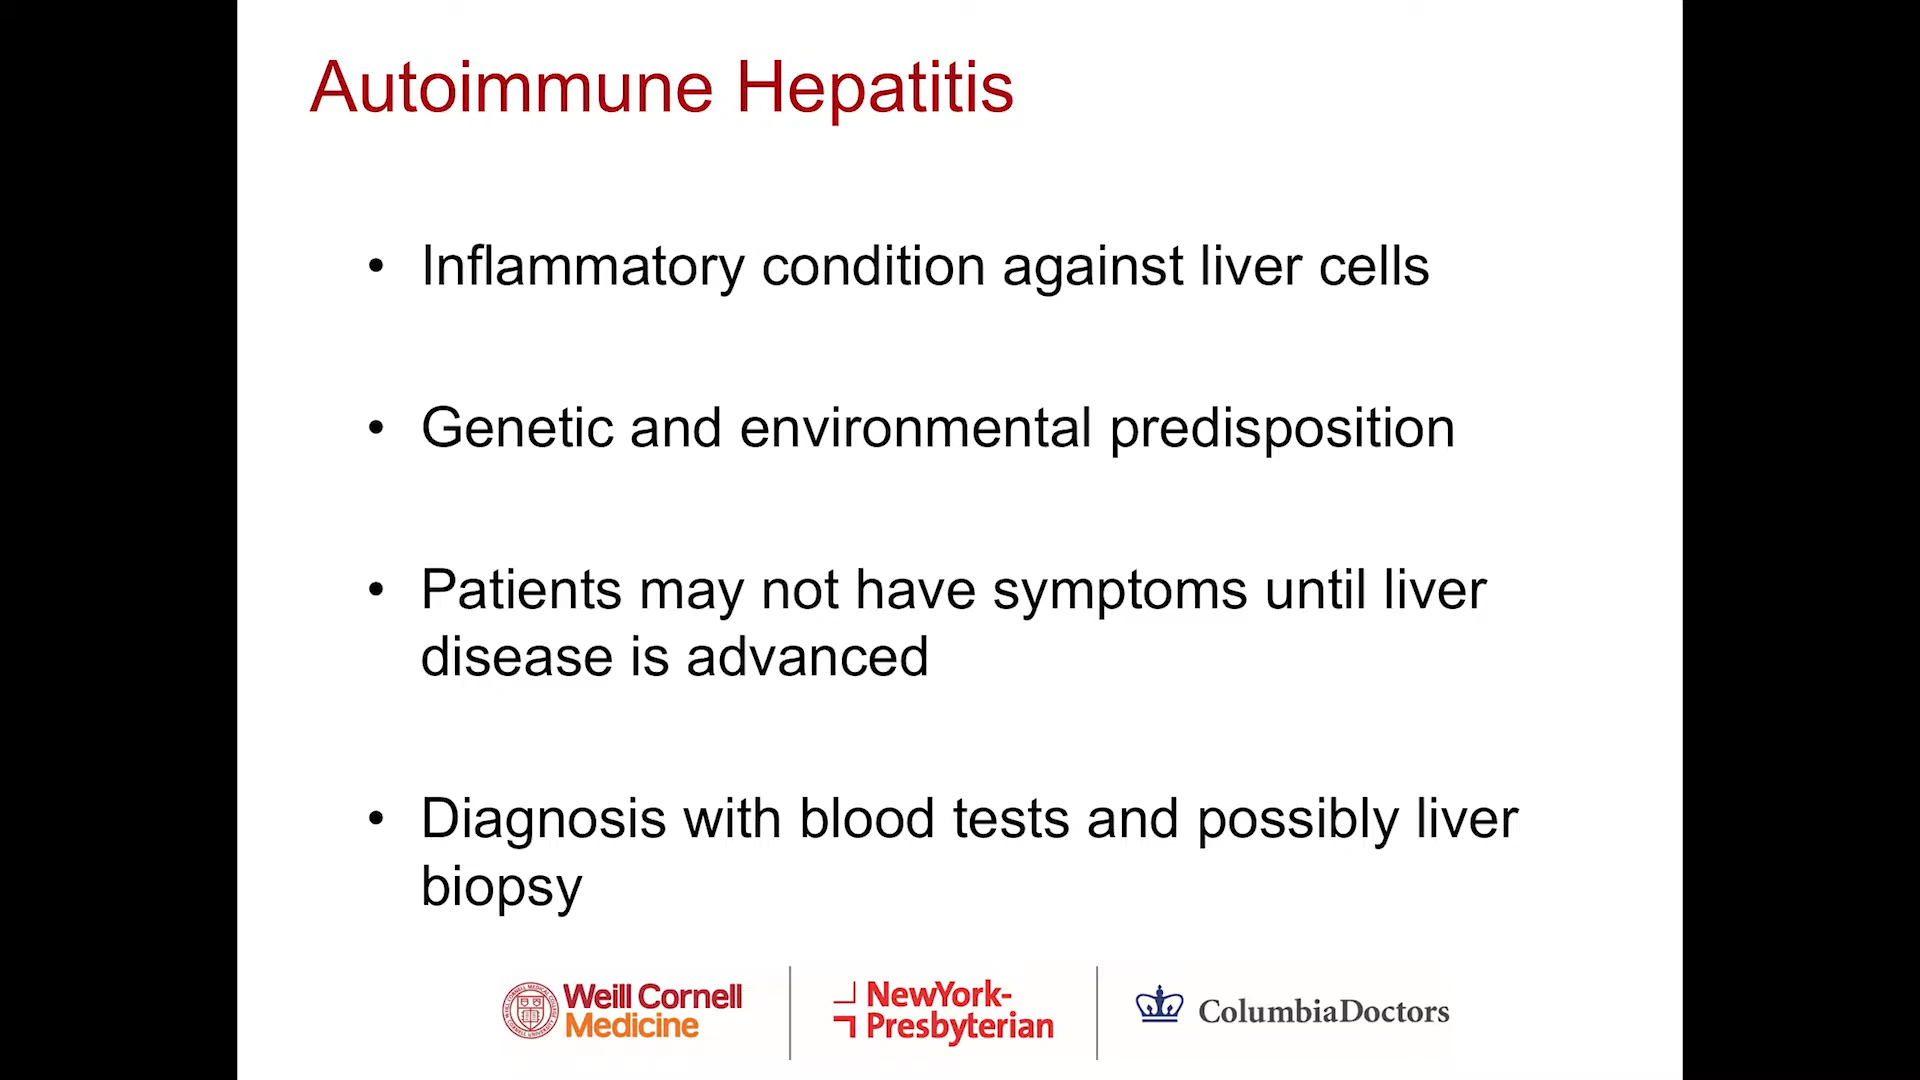 Autoimmune Hepatitis
• Inflammatory condition against liver cells
• Genetic and environmental predisposition
• Patients may not have symptoms until liver
disease is advanced
• Diagnosis with blood tests and possibly liver
biopsy
Weill Cornell
Medicine
NewYork-
Presbyterian
ColumbiaDoctors